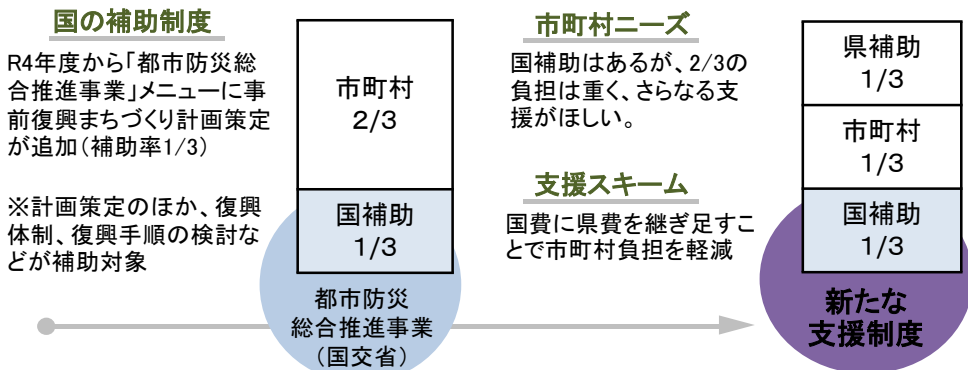 国の補助制度
R4年度から「都市防災総
合推進事業」メニューに事
前復興まちづくり計画策定
が追加(補助率1/3)
※計画策定のほか、復興
体制、復興手順の検討な
どが補助対象
市町村
2/3
国補助
1/3
都市防災
総合推進事業
(国交省)
市町村ニーズ
国補助はあるが、2/3の
負担は重く、さらなる支
援がほしい。
支援スキーム
国費に県費を継ぎ足すこ
とで市町村負担を軽減
県補助
1/3
市町村
1/3
国補助
1/3
新たな
支援制度